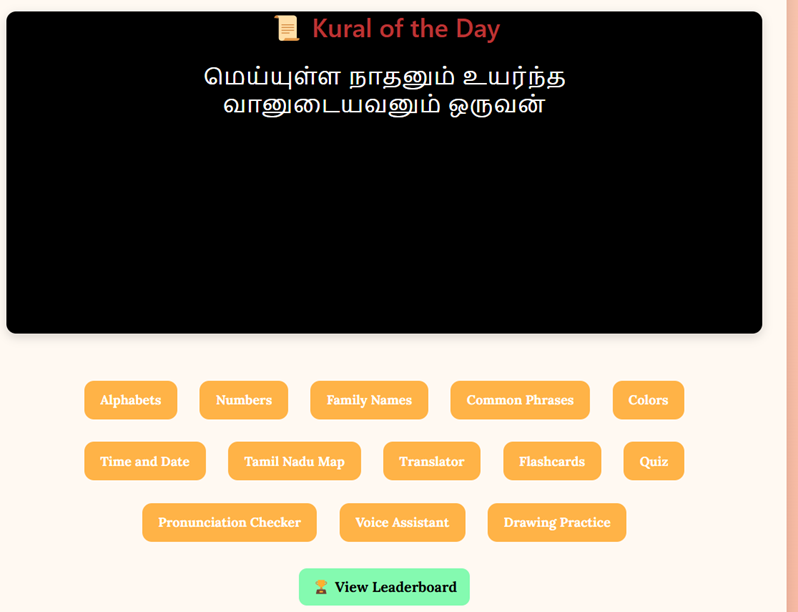 📜 Kural of the Day
மெய்யுள்ள நாதனும் உயர்ந்த
வானுடையவனும் ஒருவன்
Alphabets Numbers Family Names Common Phrases Colors
Time and Date Tamil Nadu Map Translator Flashcards Quiz
Pronunciation Checker Voice Assistant Drawing Practice
🏆 View Leaderboard